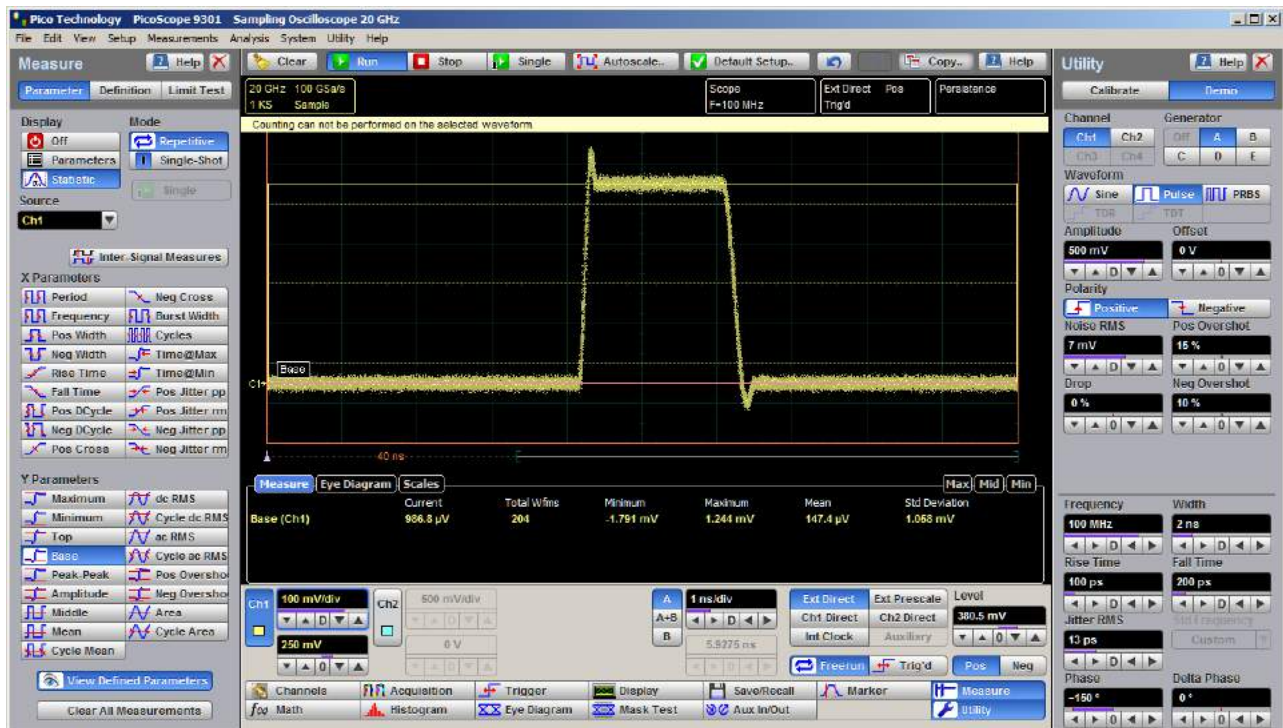 Pico Technology PicoScope 9301 Sampling Oscilloscope 20 GHz
File Edit View Setup Measurements Analysis System Utility Help
Measure Help
Parameter Definition Limit Test
Display Mode
Off Repetitive
Parameters Single-Shot
Statistic Single
Source
Ch1
Inter-Signal Measures
X Parameters
Period Neg Cross
Frequency Burst Width
Pos Width Cycles
Neg Width Time@Max
Rise Time Time@Min
Fall Time Pos Jitter pp
Pos DCycle Pos Jitter rm
Neg DCycle Neg Jitter pp
Pos Cross Neg Jitter rm
Y Parameters
Maximum dc RMS
Minimum Cycle dc RMS
Top ac RMS
Base Cycle ac RMS
Peak-Peak Pos Oversho
Amplitude Neg Oversho
Middle Area
Mean Cycle Area
Cycle Mean
View Defined Parameters
Clear All Measurements
Clear Run Stop Single Autoscale.. Default Setup.. Copy.. Help
20 GHz 100 GSa/s Scope Ext Direct Pos Persistence
1 KS Sample F=100 MHz Trig'd
Counting can not be performed on the selected waveform
Base
C1
40 ns
Measure Eye Diagram Scales Max Mid Min
Current Total Wfms Minimum Maximum Mean Std Deviation
Base (Ch1) 986.8 µV 204 -1.791 mV 1.244 mV 147.4 µV 1.058 mV
Ch1 100 mV/div Ch2 500 mV/div A 1 ns/div Ext Direct Ext Prescale Level
D D A+B D Ch1 Direct Ch2 Direct 380.5 mV
250 mV 0 V B 5.9275 ns Int Clock Auxiliary 0
0 0 Freerun Trig'd Pos Neg
Channels Acquisition Trigger Display Save/Recall Marker Measure
f(x) Math Histogram Eye Diagram Mask Test Aux In/Out Utility
Utility Help
Calibrate Demo
Channel Generator
Ch1 Ch2 Off A B
Ch3 Ch4 C D E
Waveform
Sine Pulse PRBS
TDR TDT
Amplitude Offset
500 mV 0 V
D 0
Polarity
Positive Negative
Noise RMS Pos Overshot
7 mV 15 %
D 0
Drop Neg Overshot
0 % 10 %
0 0
Frequency Width
100 MHz 2 ns
D D
Rise Time Fall Time
100 ps 200 ps
D D
Jitter RMS Std Frequency
13 ps Custom
D
Phase Delta Phase
-150 ° 0 °
0 0